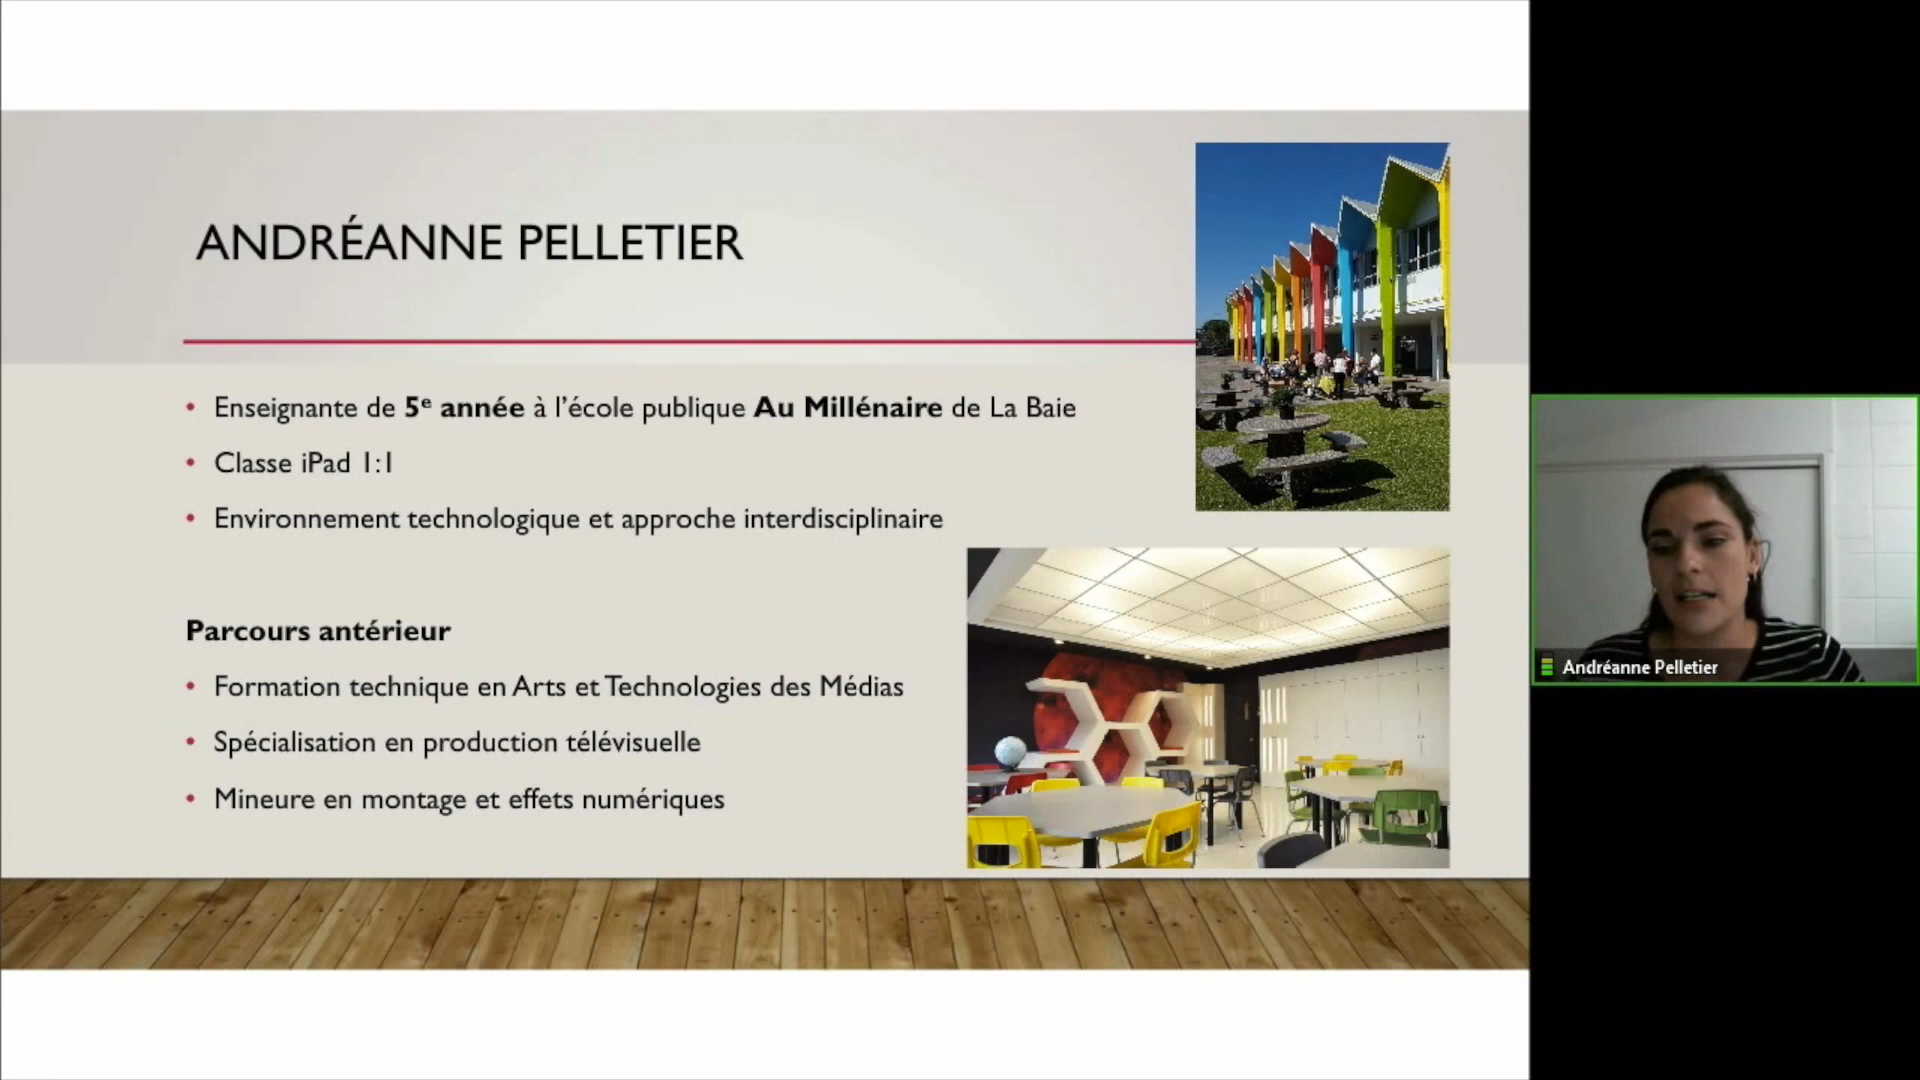 ANDRÉANNE PELLETIER
• Enseignante de 5e année à l'école publique Au Millénaire de La Baie
• Classe iPad 1:1
• Environnement technologique et approche interdisciplinaire
Parcours antérieur
• Formation technique en Arts et Technologies des Médias
• Spécialisation en production télévisuelle
• Mineure en montage et effets numériques
Andréanne Pelletier